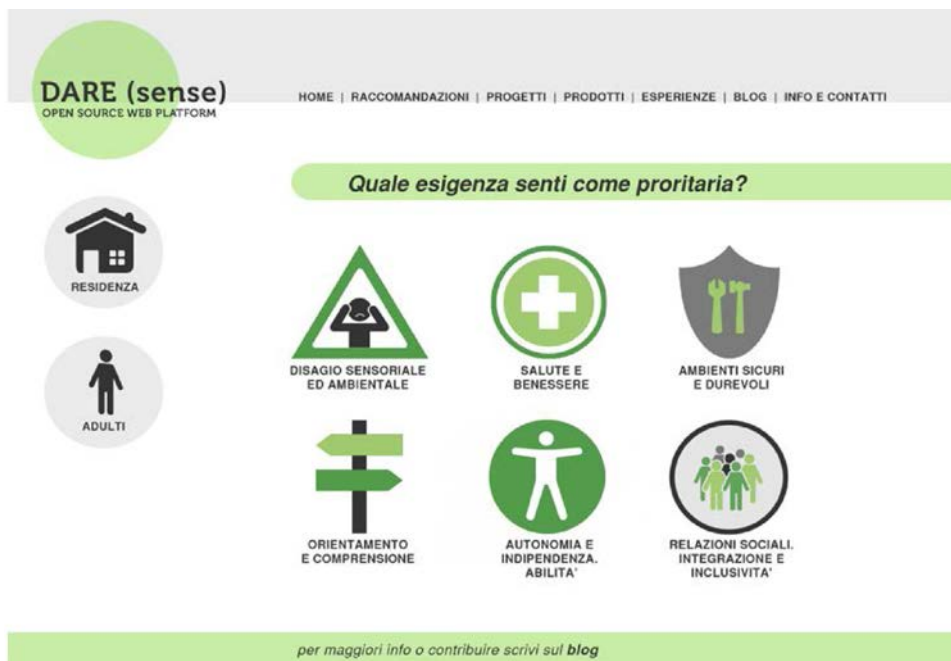 DARE (sense)
OPEN SOURCE WEB PLATFORM
HOME | RACCOMANDAZIONI | PROGETTI | PRODOTTI | ESPERIENZE | BLOG | INFO E CONTATTI
Quale esigenza senti come proritaria?
RESIDENZA
ADULTI
DISAGIO SENSORIALE
ED AMBIENTALE
SALUTE E
BENESSERE
AMBIENTI SICURI
E DUREVOLI
ORIENTAMENTO
E COMPRENSIONE
AUTONOMIA E
INDIPENDENZA.
ABILITA'
RELAZIONI SOCIALI.
INTEGRAZIONE E
INCLUSIVITA'
per maggiori info o contribuire scrivi sul blog